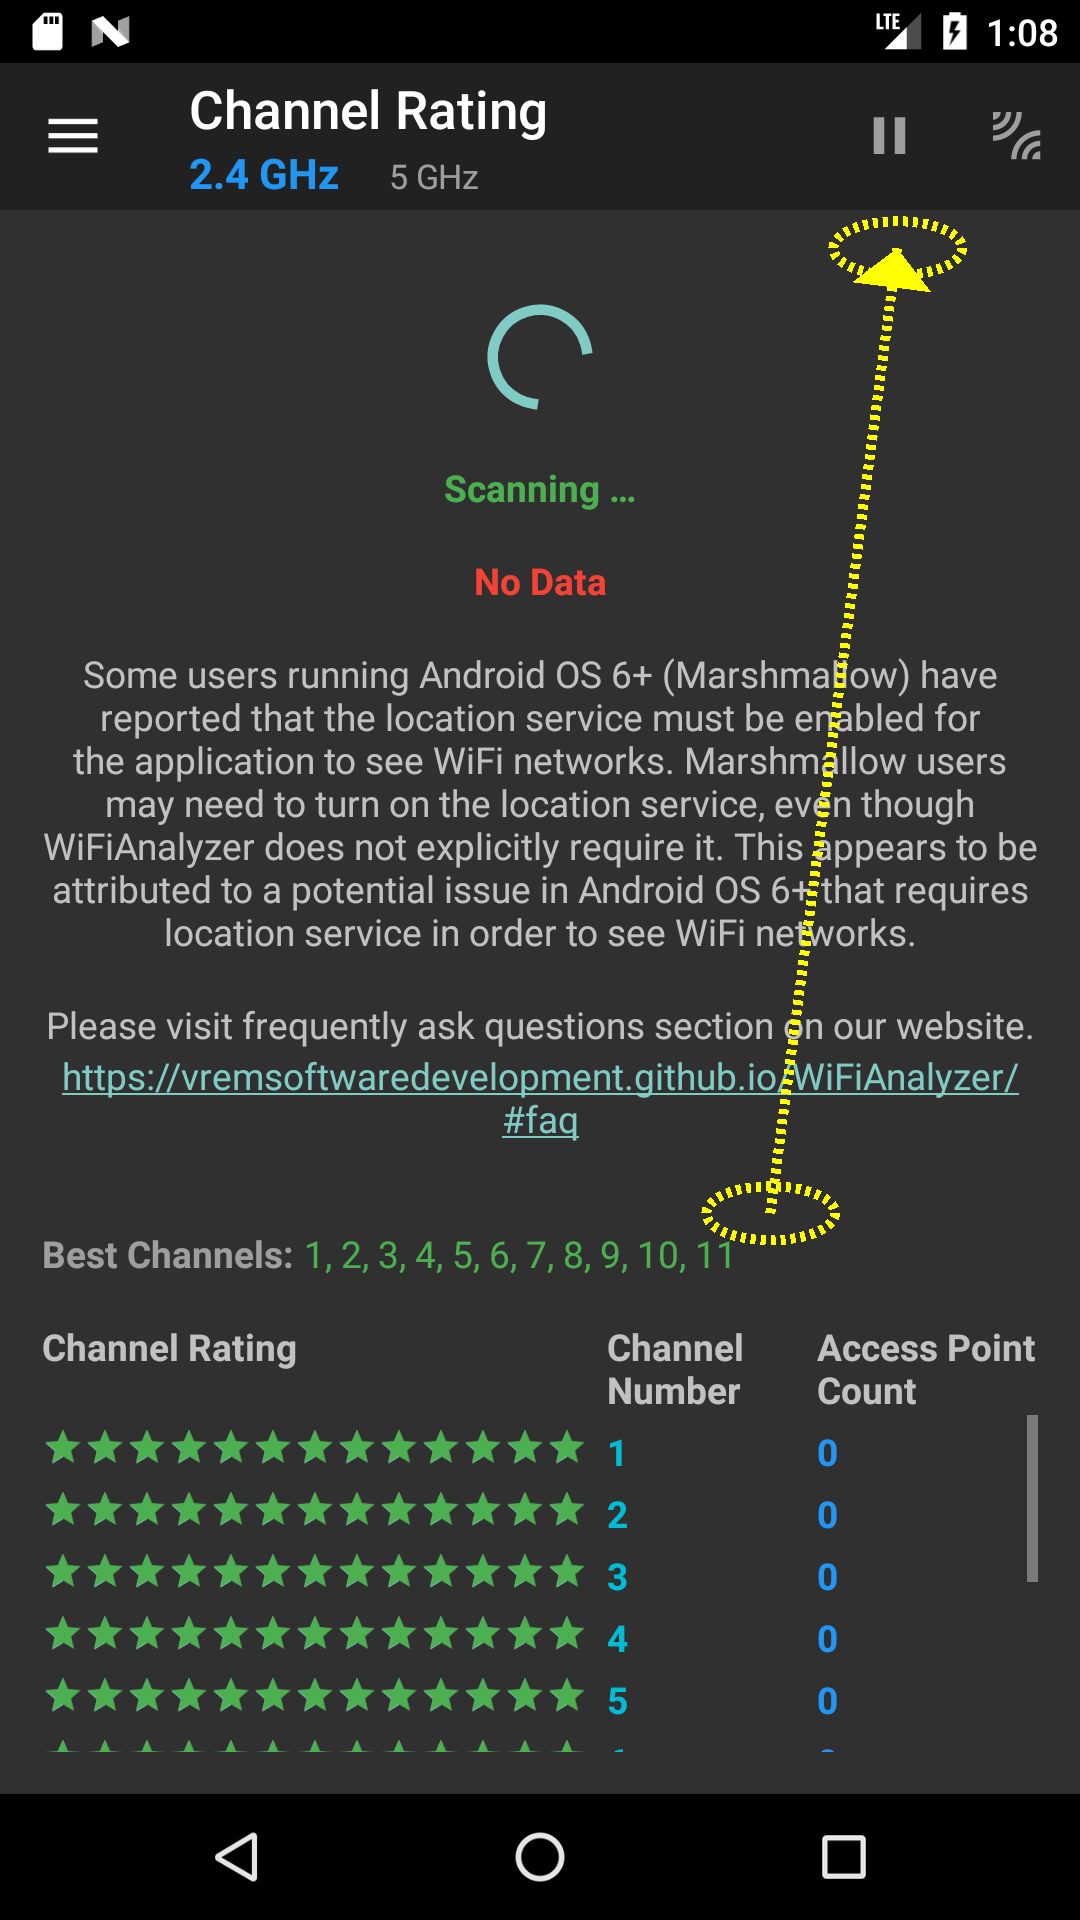 LTE 1:08
Channel Rating
2.4 GHz 5 GHz
Scanning ...
No Data
Some users running Android OS 6+ (Marshmallow) have
reported that the location service must be enabled for
the application to see WiFi networks. Marshmallow users
may need to turn on the location service, even though
WiFiAnalyzer does not explicitly require it. This appears to be
attributed to a potential issue in Android OS 6+ that requires
location service in order to see WiFi networks.
Please visit frequently ask questions section on our website.
https://vremsoftwaredevelopment.github.io/WiFiAnalyzer/
#faq
Best Channels: 1, 2, 3, 4, 5, 6, 7, 8, 9, 10, 11
Channel Rating Channel Access Point
Number Count
1 0
2 0
3 0
4 0
5 0